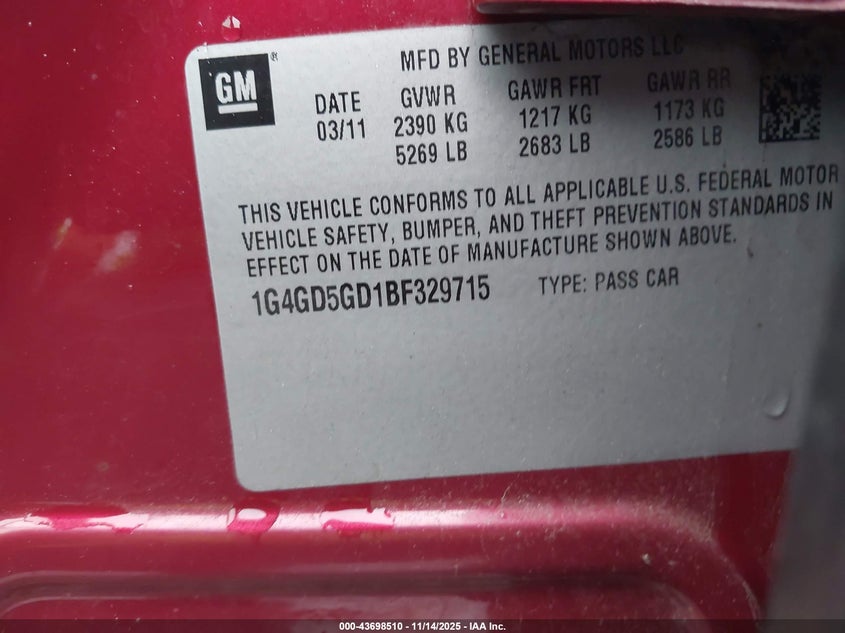 GM®
MFD BY GENERAL MOTORS LLC
DATE GVWR GAWR FRT GAWR RR
03/11 2390 KG 1217 KG 1173 KG
5269 LB 2683 LB 2586 LB
THIS VEHICLE CONFORMS TO ALL APPLICABLE U.S. FEDERAL MOTOR
VEHICLE SAFETY, BUMPER, AND THEFT PREVENTION STANDARDS IN
EFFECT ON THE DATE OF MANUFACTURE SHOWN ABOVE.
1G4GD5GD1BF329715 TYPE: PASS CAR
000-43698510 - 11/14/2025 - IAA Inc.